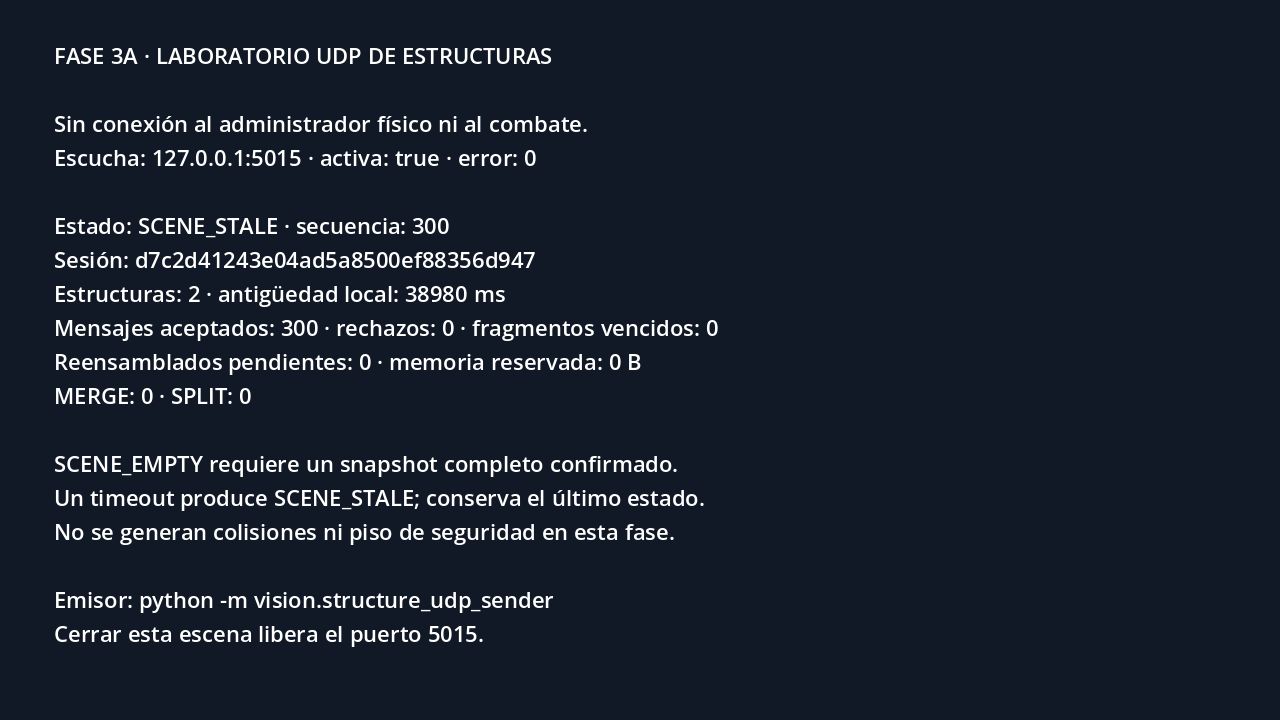 FASE 3A · LABORATORIO UDP DE ESTRUCTURAS
Sin conexión al administrador físico ni al combate.
Escucha: 127.0.0.1:5015 · activa: true · error: 0
Estado: SCENE_STALE · secuencia: 300
Sesión: d7c2d41243e04ad5a8500ef88356d947
Estructuras: 2 · antigüedad local: 38980 ms
Mensajes aceptados: 300 · rechazos: 0 · fragmentos vencidos: 0
Reensamblados pendientes: 0 · memoria reservada: 0 B
MERGE: 0 · SPLIT: 0
SCENE_EMPTY requiere un snapshot completo confirmado.
Un timeout produce SCENE_STALE; conserva el último estado.
No se generan colisiones ni piso de seguridad en esta fase.
Emisor: python -m vision.structure_udp_sender
Cerrar esta escena libera el puerto 5015.